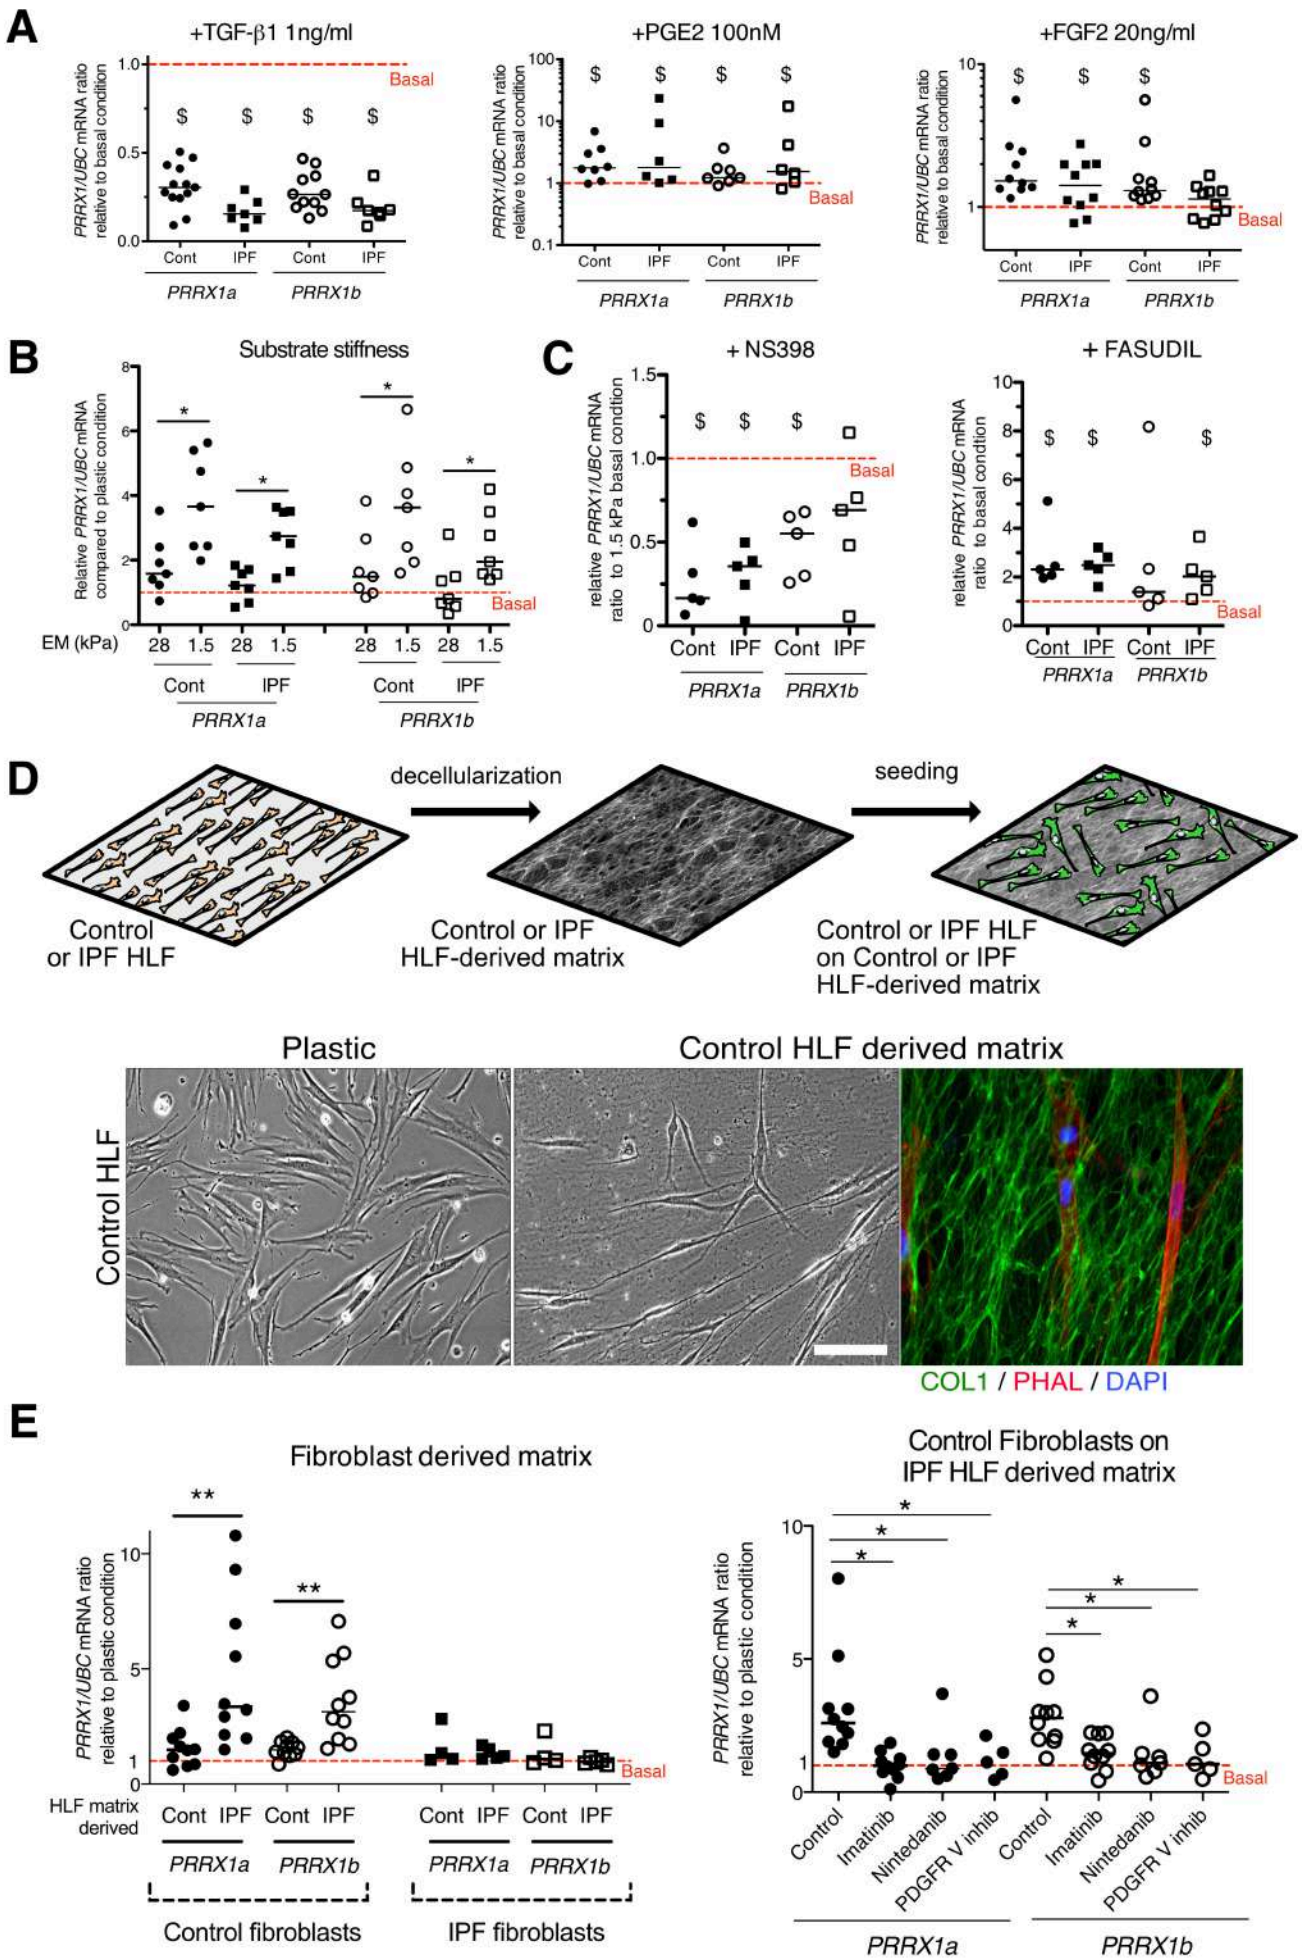 A
+TGF-β1 1ng/ml
PRRX1/UBC mRNA ratio
relative to basal condition
1.0
0.5
0.0
Basal
$ $ $ $
Cont IPF Cont IPF
PRRX1a PRRX1b
+PGE2 100nM
PRRX1/UBC mRNA ratio
relative to basal condition
100
10
1
0.1
Basal
$ $ $ $
Cont IPF Cont IPF
PRRX1a PRRX1b
+FGF2 20ng/ml
PRRX1/UBC mRNA ratio
relative to basal condition
10
1
Basal
$ $ $
Cont IPF Cont IPF
PRRX1a PRRX1b
B
Substrate stiffness
Relative PRRX1/UBC mRNA
compared to plastic condition
8
6
4
2
0
* * * *
Basal
EM (kPa) 28 1.5 28 1.5 28 1.5 28 1.5
Cont IPF Cont IPF
PRRX1a PRRX1b
C
+ NS398
relative PRRX1/UBC mRNA
ratio to 1.5 kPa basal condtion
1.5
1.0
0.5
0
$ $ $
Basal
Cont IPF Cont IPF
PRRX1a PRRX1b
+ FASUDIL
relative PRRX1/UBC mRNA
ratio to basal condtion
10
8
6
4
2
0
$ $ $
Basal
Cont IPF Cont IPF
PRRX1a PRRX1b
D
decellularization
seeding
Control
or IPF HLF
Control or IPF
HLF-derived matrix
Control or IPF HLF
on Control or IPF
HLF-derived matrix
Plastic
Control HLF derived matrix
Control HLF
COL1 / PHAL / DAPI
E
Fibroblast derived matrix
PRRX1/UBC mRNA ratio
relative to plastic condition
10
5
1
0
** **
Basal
HLF matrix
derived
Cont IPF Cont IPF Cont IPF Cont IPF
PRRX1a PRRX1b PRRX1a PRRX1b
Control fibroblasts IPF fibroblasts
Control Fibroblasts on
IPF HLF derived matrix
PRRX1/UBC mRNA ratio
relative to plastic condition
10
5
1
0
* * * * * *
Basal
Control Imatinib Nintedanib PDGFR V inhib Control Imatinib Nintedanib PDGFR V inhib
PRRX1a PRRX1b